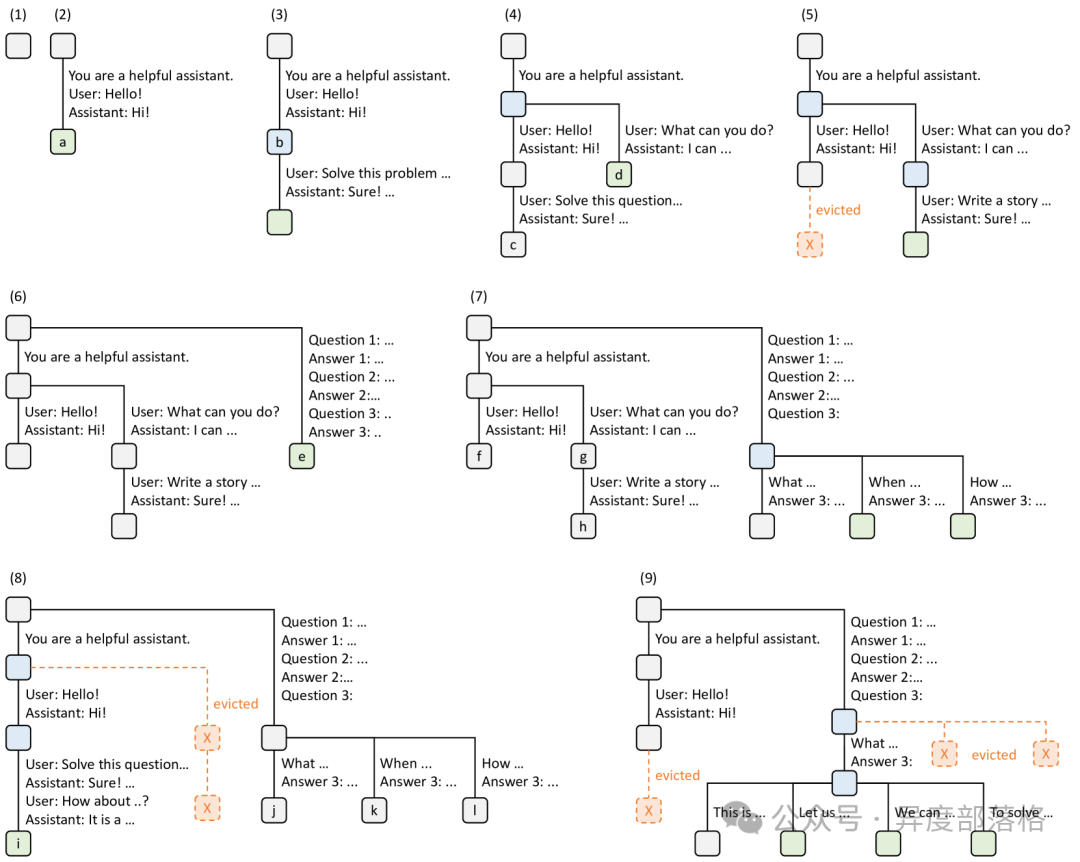 (1)
(2)
You are a helpful assistant.
User: Hello!
Assistant: Hi!
a
(3)
You are a helpful assistant.
User: Hello!
Assistant: Hi!
b
User: Solve this problem ...
Assistant: Sure! ...
(4)
You are a helpful assistant.
User: Hello!
Assistant: Hi!
User: What can you do?
Assistant: I can ...
d
User: Solve this question...
Assistant: Sure! ...
c
(5)
You are a helpful assistant.
User: Hello!
Assistant: Hi!
User: What can you do?
Assistant: I can ...
evicted
X
User: Write a story ...
Assistant: Sure! ...
(6)
You are a helpful assistant.
User: Hello!
Assistant: Hi!
User: What can you do?
Assistant: I can ...
User: Write a story ...
Assistant: Sure! ...
Question 1: ...
Answer 1: ...
Question 2: ...
Answer 2:...
Question 3: ..
Answer 3: ..
e
(7)
You are a helpful assistant.
User: Hello!
Assistant: Hi!
f
User: What can you do?
Assistant: I can ...
g
User: Write a story ...
Assistant: Sure! ...
h
Question 1: ...
Answer 1: ...
Question 2: ...
Answer 2:...
Question 3:
What ...
Answer 3: ...
When ...
Answer 3: ...
How ...
Answer 3: ...
(8)
You are a helpful assistant.
User: Hello!
Assistant: Hi!
User: Solve this question...
Assistant: Sure! ...
User: How about ..?
Assistant: It is a ...
i
evicted
X
X
Question 1: ...
Answer 1: ...
Question 2: ...
Answer 2:...
Question 3:
What ...
Answer 3: ...
j
When ...
Answer 3: ...
k
How ...
Answer 3: ...
l
(9)
You are a helpful assistant.
User: Hello!
Assistant: Hi!
evicted
X
Question 1: ...
Answer 1: ...
Question 2: ...
Answer 2:...
Question 3:
What ...
Answer 3:
X
evicted
X
This is ...
Let us ...
We can ...
To solve ...
公众号 · 异度部落格